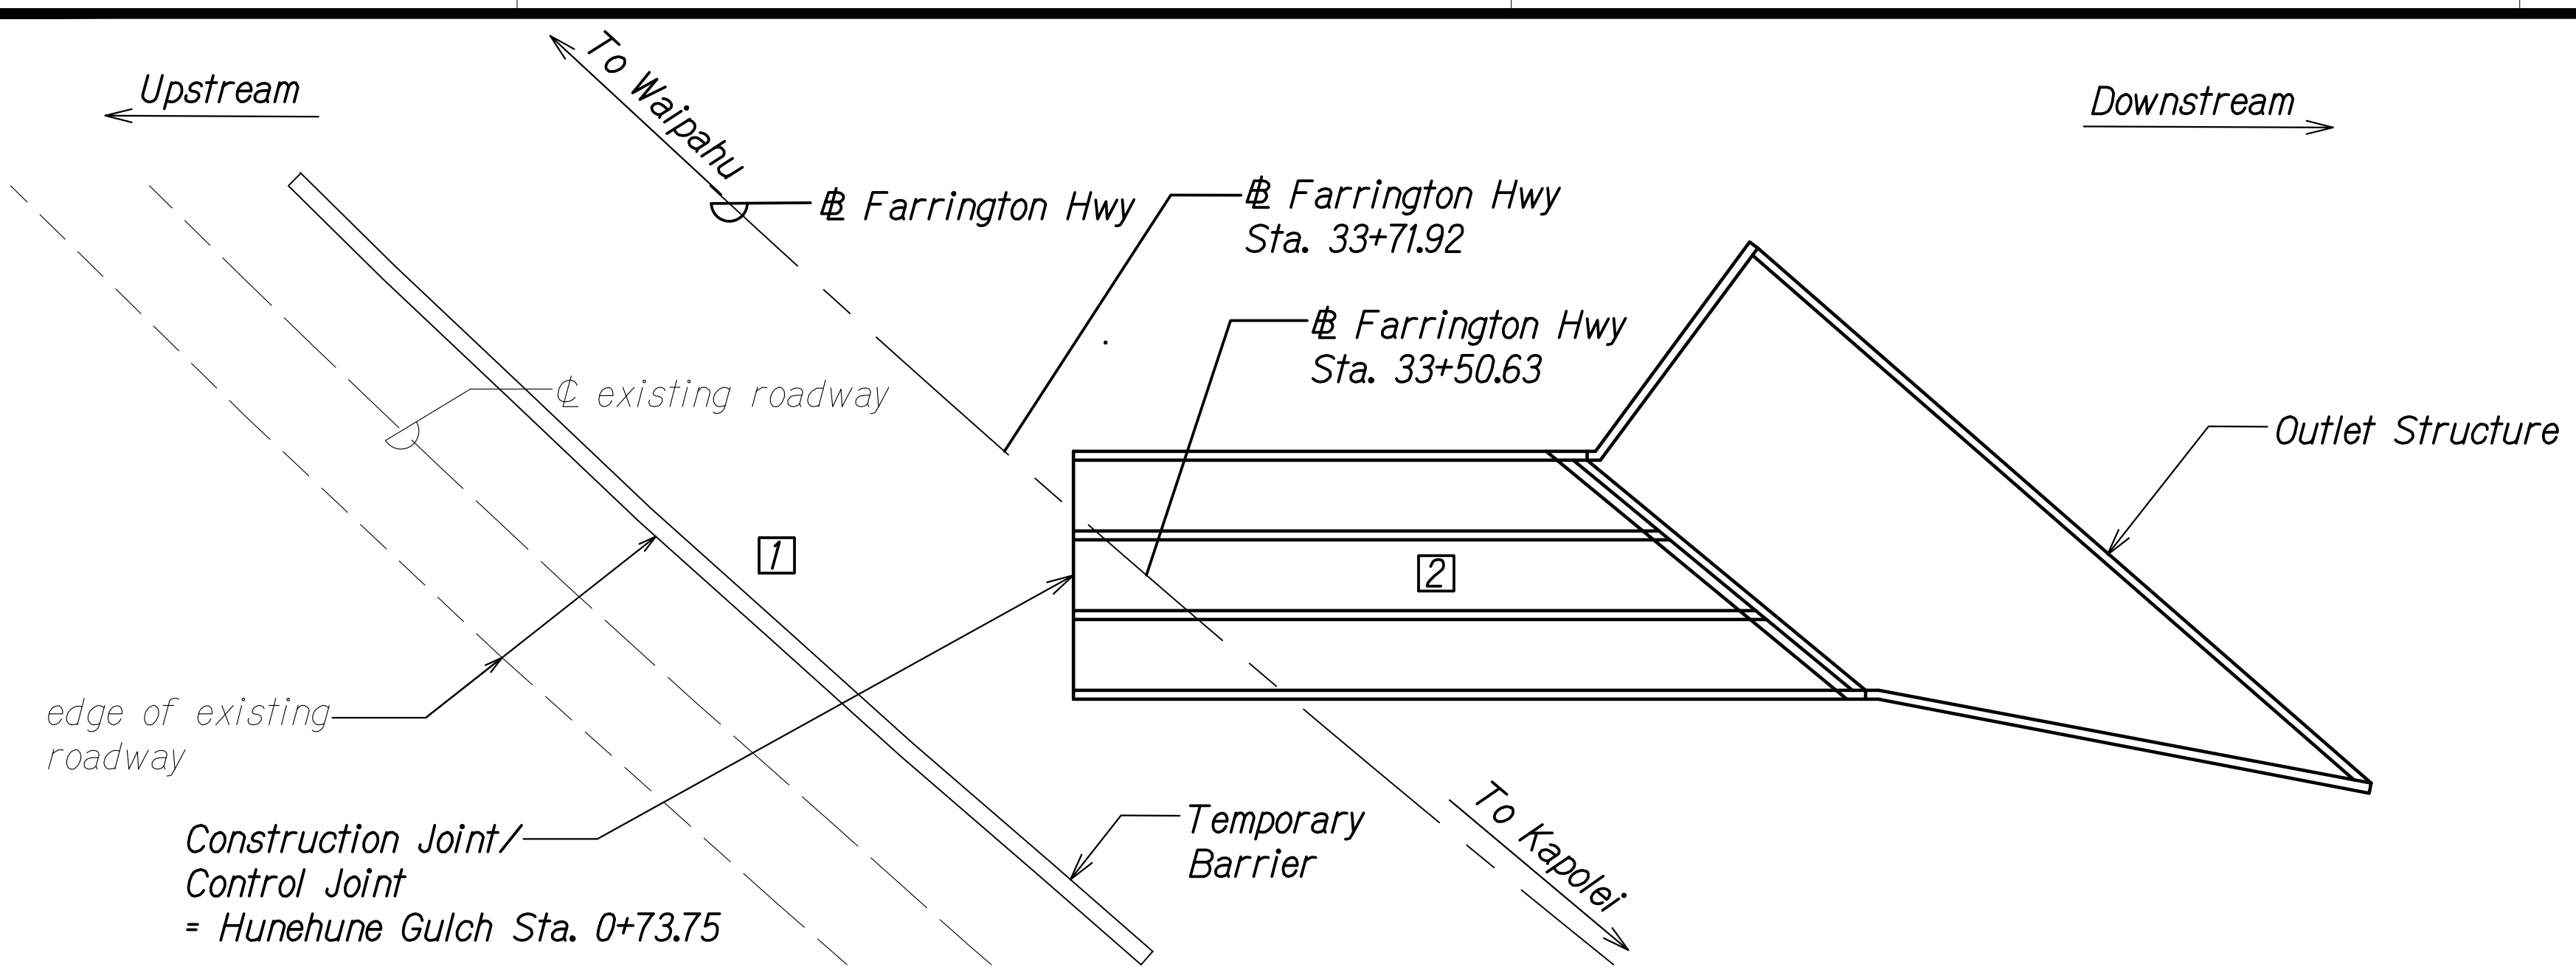 Upstream
To Waipahu
Downstream
℄ Farrington Hwy
℄ Farrington Hwy
Sta. 33+71.92
℄ Farrington Hwy
Sta. 33+50.63
℄ existing roadway
Outlet Structure
1
2
edge of existing
roadway
Construction Joint/
Control Joint
= Hunehune Gulch Sta. 0+73.75
Temporary
Barrier
To Kapolei